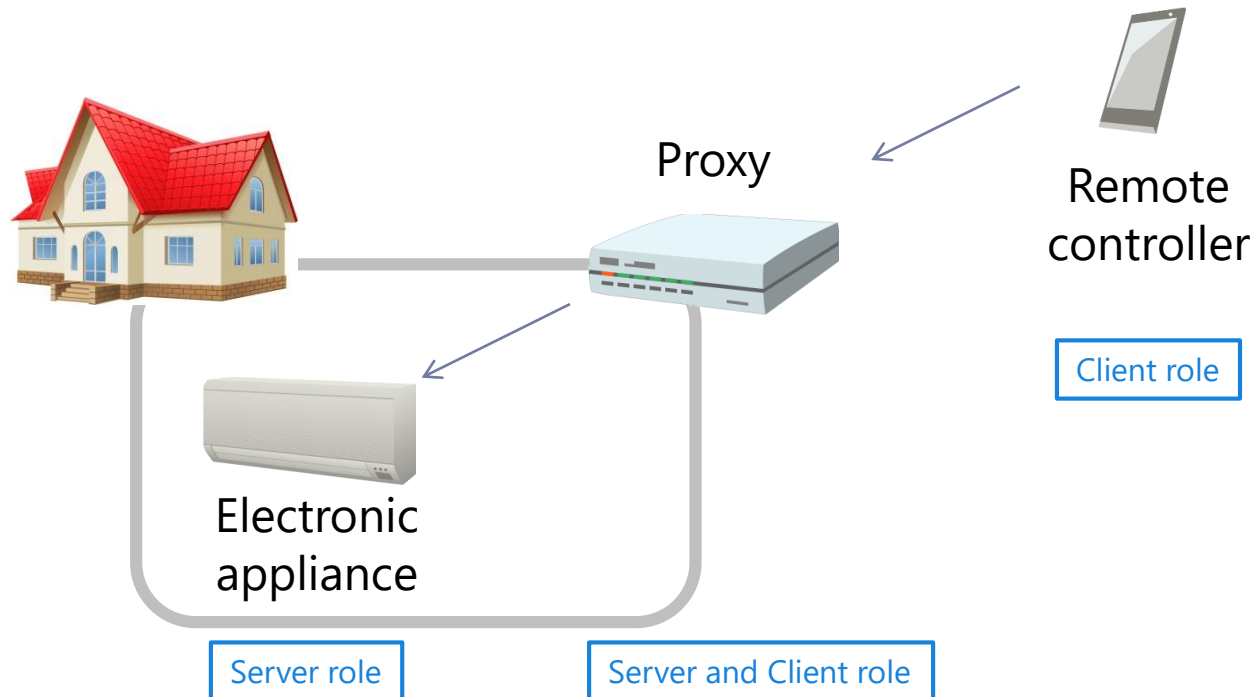 Proxy
Remote
controller
Client role
Electronic
appliance
Server role
Server and Client role